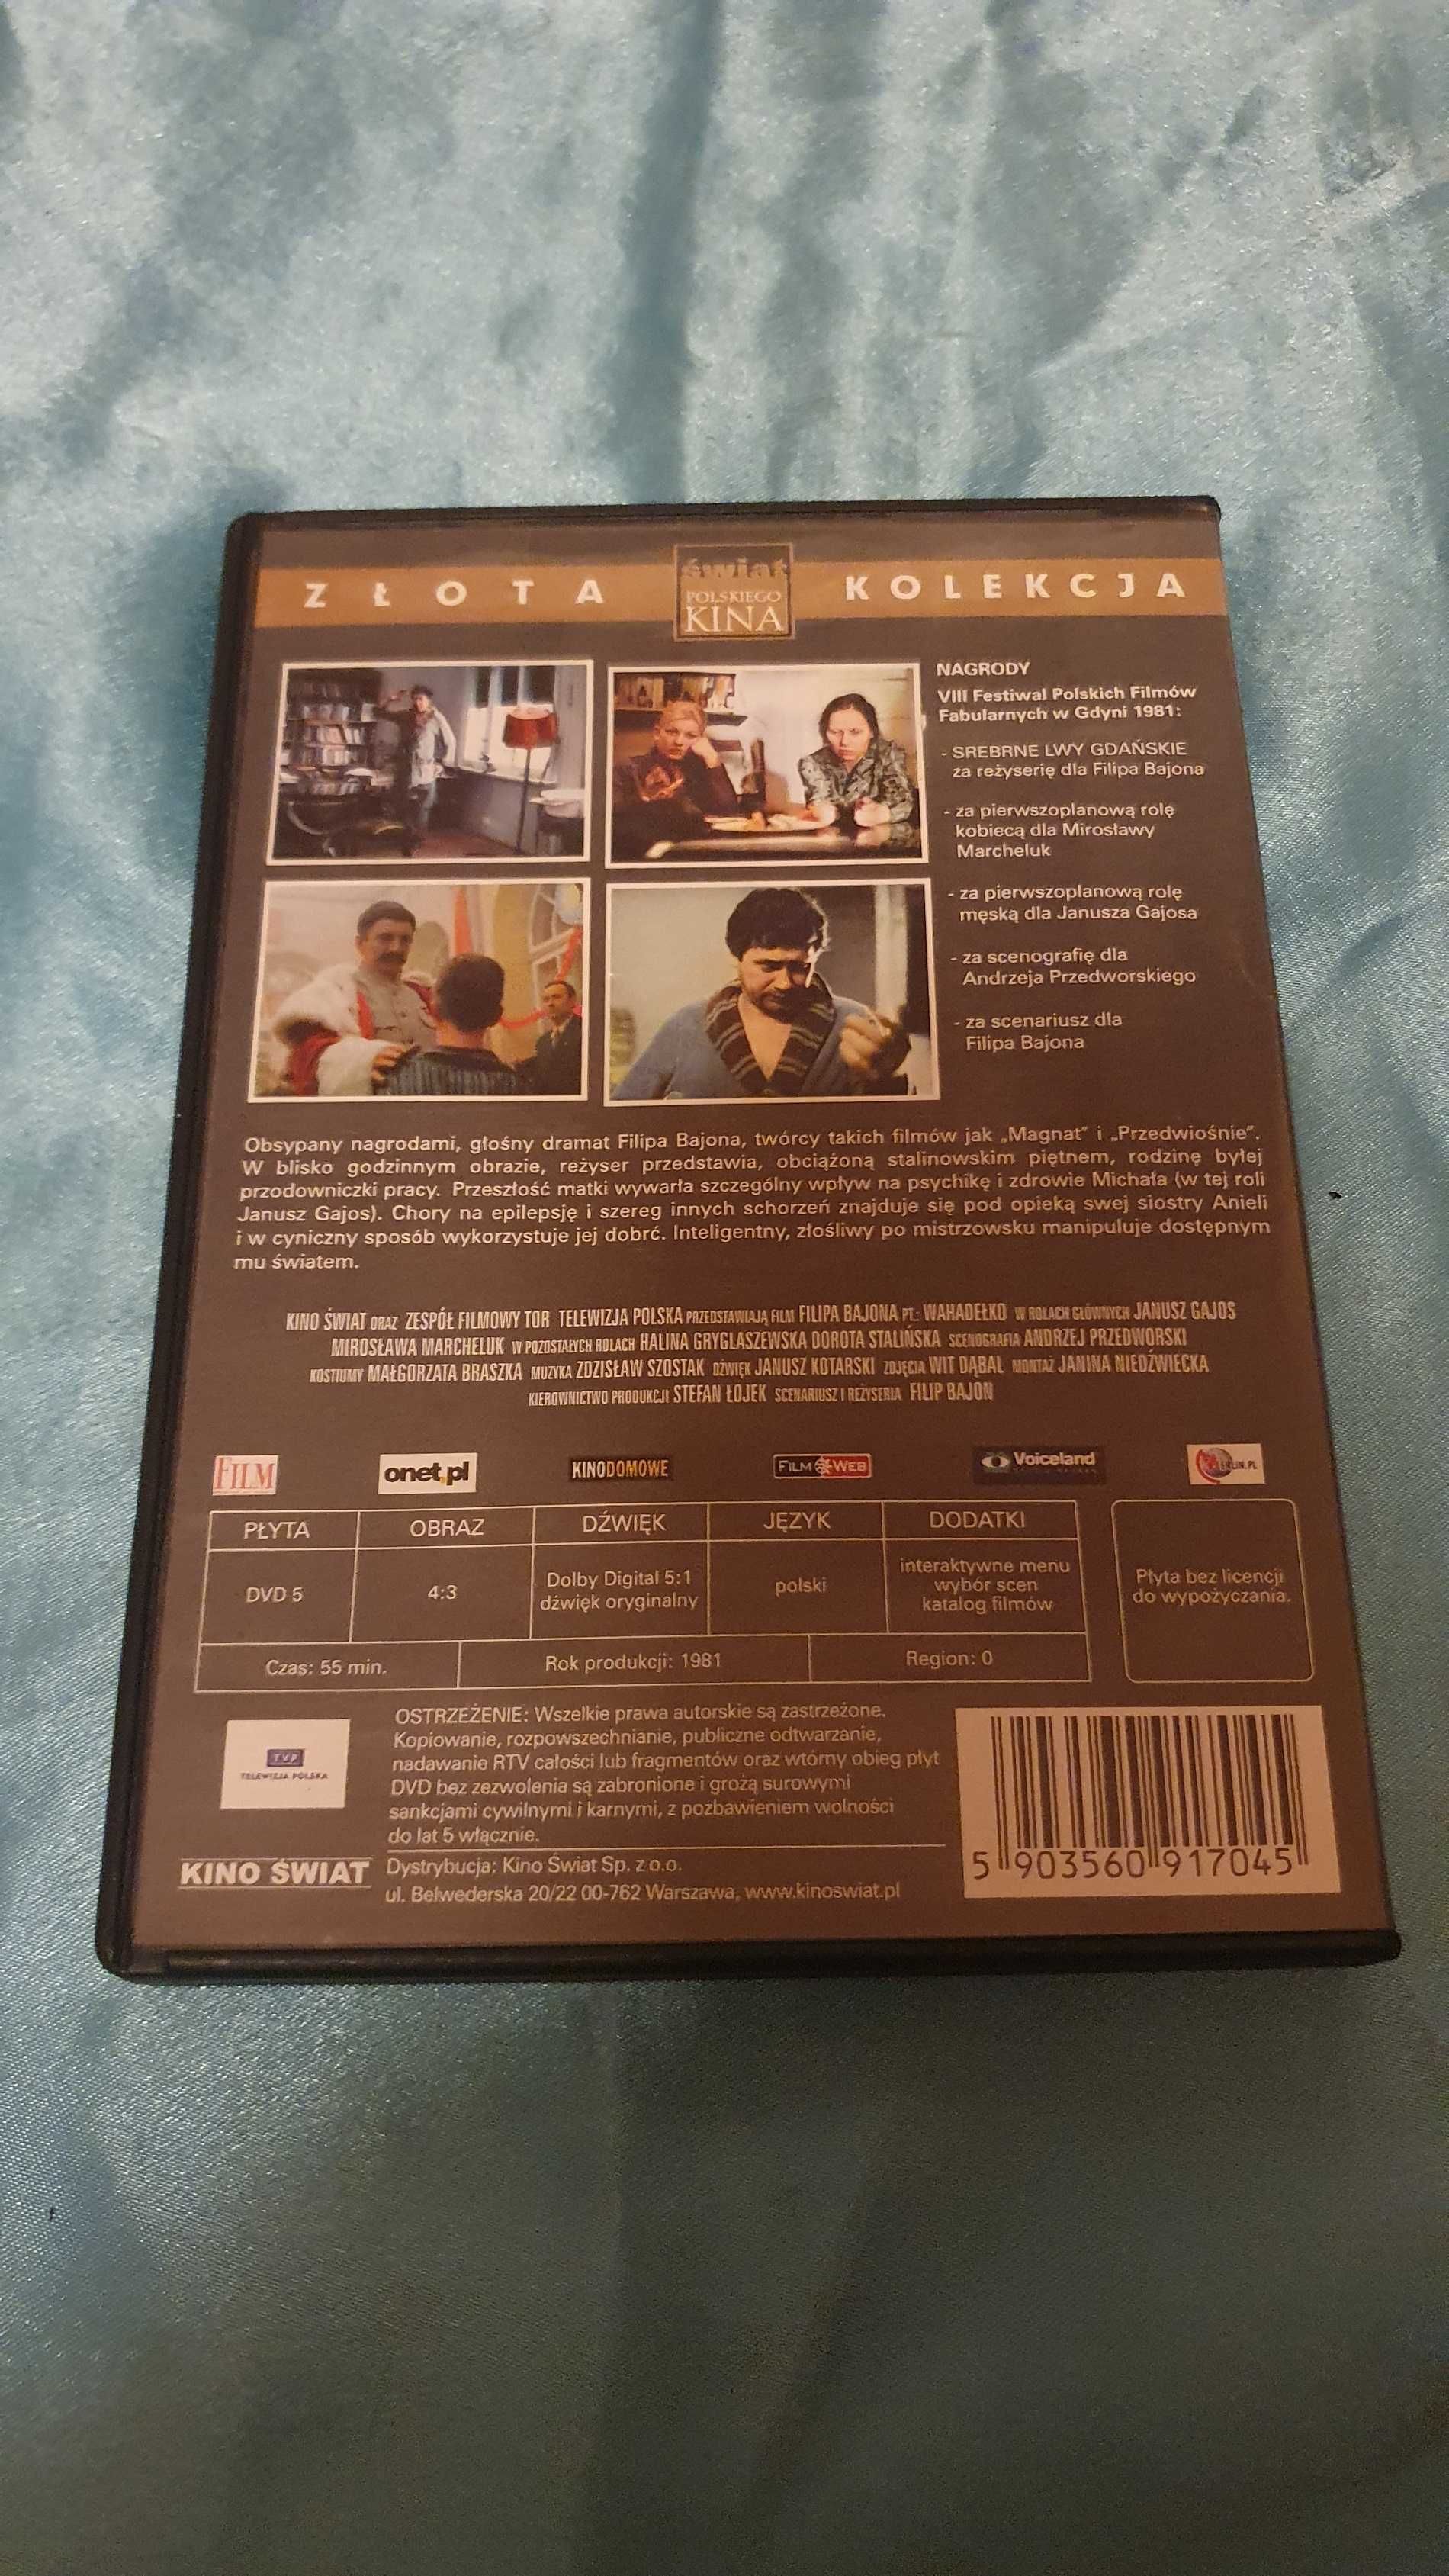 ZŁOTA KOLEKCJA
świat
POLSKIEGO
KINA
NAGRODY
VIII Festiwal Polskich Filmów
Fabularnych w Gdyni 1981:
- SREBRNE LWY GDAŃSKIE
za reżyserię dla Filipa Bajona
- za pierwszoplanową rolę
kobiecą dla Mirosławy
Marcheluk
- za pierwszoplanową rolę
męską dla Janusza Gajosa
- za scenografię dla
Andrzeja Przedworskiego
- za scenariusz dla
Filipa Bajona
Obsypany nagrodami, głośny dramat Filipa Bajona, twórcy takich filmów jak „Magnat” i „Przedwiośnie”.
W blisko godzinnym obrazie, reżyser przedstawia, obciążoną stalinowskim piętnem, rodzinę byłej
przodowniczki pracy. Przeszłość matki wywarła szczególny wpływ na psychikę i zdrowie Michała (w tej roli
Janusz Gajos). Chory na epilepsję i szereg innych schorzeń znajduje się pod opieką swej siostry Anieli
i w cyniczny sposób wykorzystuje jej dobrć. Inteligentny, złośliwy po mistrzowsku manipuluje dostępnym
mu światem.
KINO ŚWIAT ORAZ ZESPÓŁ FILMOWY TOR TELEWIZJA POLSKA PRZEDSTAWIAJĄ FILM FILIPA BAJONA PT.: WAHADEŁKO W ROLACH GŁÓWNYCH JANUSZ GAJOS
MIROSŁAWA MARCHELUK W POZOSTAŁYCH ROLACH HALINA GRYGLASZEWSKA DOROTA STALIŃSKA SCENOGRAFIA ANDRZEJ PRZEDWORSKI
KOSTIUMY MAŁGORZATA BRASZKA MUZYKA ZDZISŁAW SZOSTAK DŹWIĘK JANUSZ KOTARSKI ZDJĘCIA WIT DĄBAL MONTAŻ JANINA NIEDŹWIECKA
KIEROWNICTWO PRODUKCJI STEFAN ŁOJEK SCENARIUSZ I REŻYSERIA FILIP BAJON
FILM onet.pl KINODOMOWE FILM WEB Voiceland MERLIN.PL
PŁYTA OBRAZ DŹWIĘK JĘZYK DODATKI
DVD 5 4:3 Dolby Digital 5:1 polski interaktywne menu
dźwięk oryginalny wybór scen
katalog filmów
Płyta bez licencji
do wypożyczania.
Czas: 55 min. Rok produkcji: 1981 Region: 0
TVP
TELEWIZJA POLSKA
OSTRZEŻENIE: Wszelkie prawa autorskie są zastrzeżone.
Kopiowanie, rozpowszechnianie, publiczne odtwarzanie,
nadawanie RTV całości lub fragmentów oraz wtórny obieg płyt
DVD bez zezwolenia są zabronione i grożą surowymi
sankcjami cywilnymi i karnymi, z pozbawieniem wolności
do lat 5 włącznie.
KINO ŚWIAT
Dystrybucja: Kino Świat Sp. z o.o.
ul. Belwederska 20/22 00-762 Warszawa, www.kinoswiat.pl
5 903560 917045